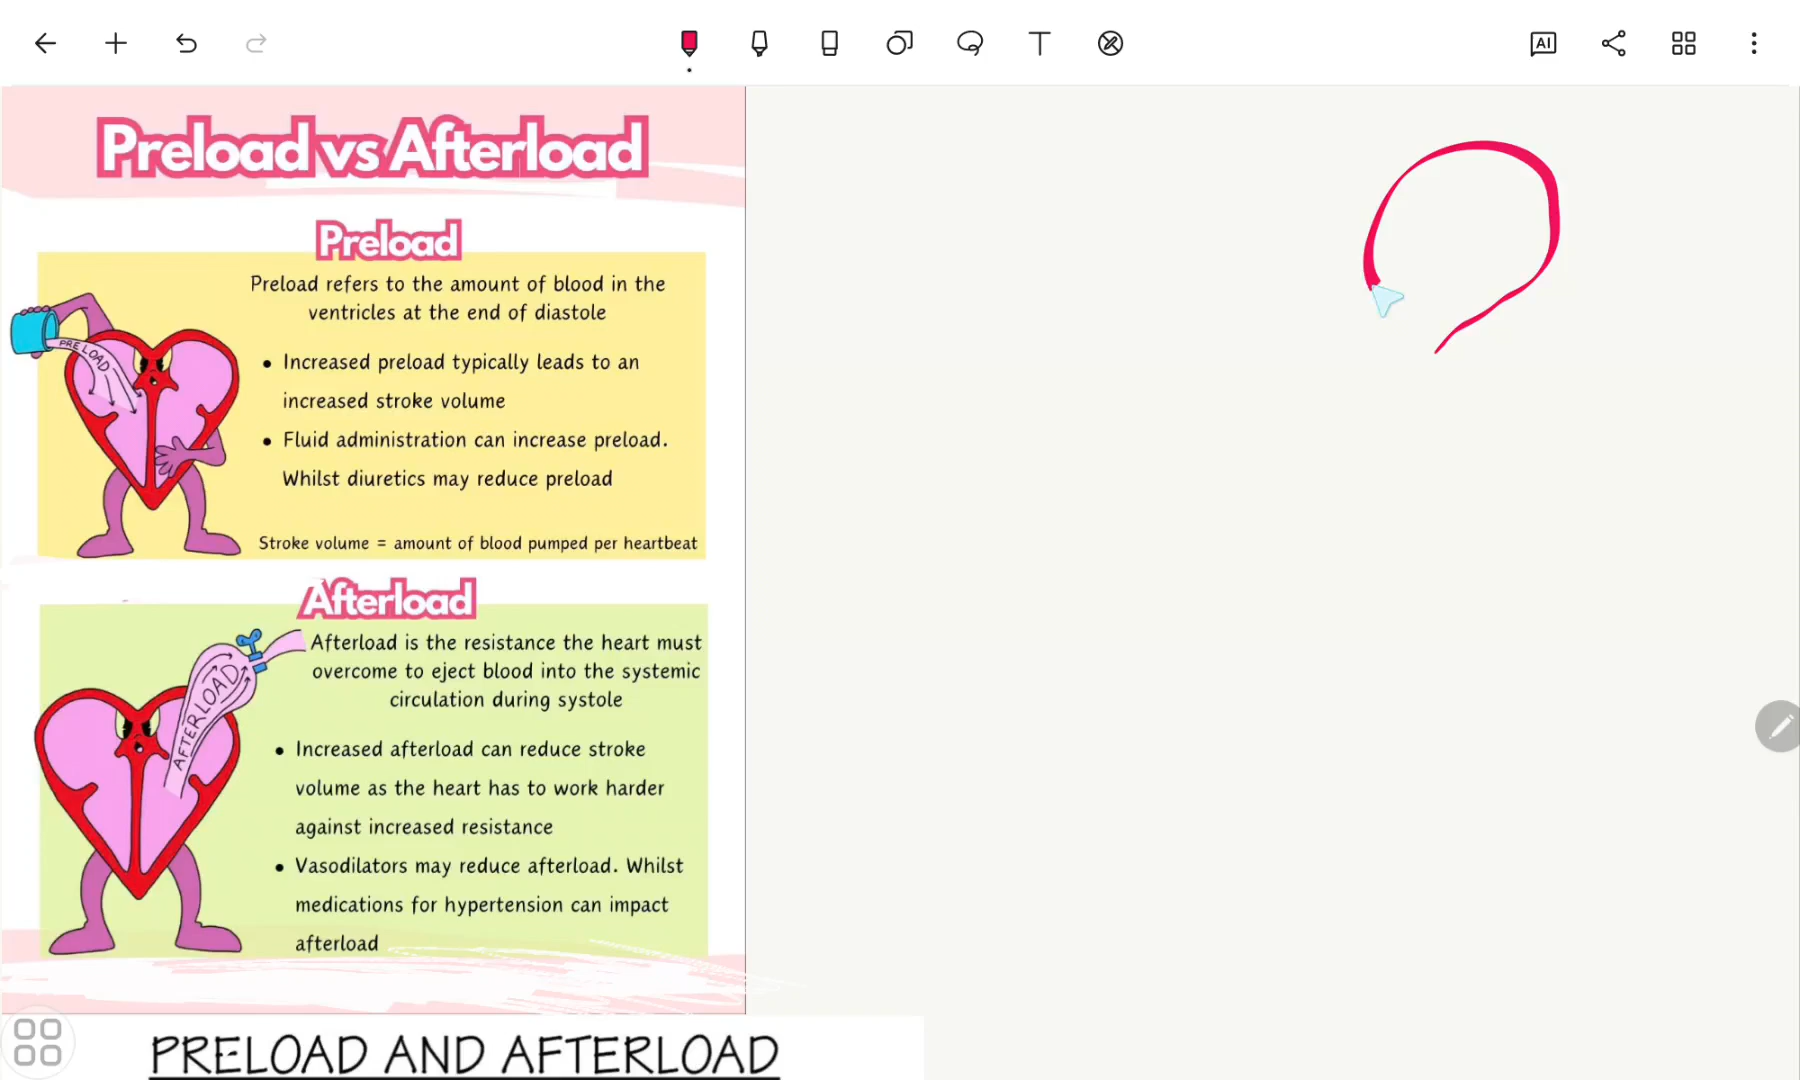 AI
Preload vs Afterload
Preload
Preload refers to the amount of blood in the
ventricles at the end of diastole
• Increased preload typically leads to an
increased stroke volume
• Fluid administration can increase preload.
Whilst diuretics may reduce preload
PRELOAD
Stroke volume = amount of blood pumped per heartbeat
Afterload
Afterload is the resistance the heart must
overcome to eject blood into the systemic
circulation during systole
• Increased afterload can reduce stroke
volume as the heart has to work harder
against increased resistance
• Vasodilators may reduce afterload. Whilst
medications for hypertension can impact
afterload
AFTERLOAD
PRELOAD AND AFTERLOAD